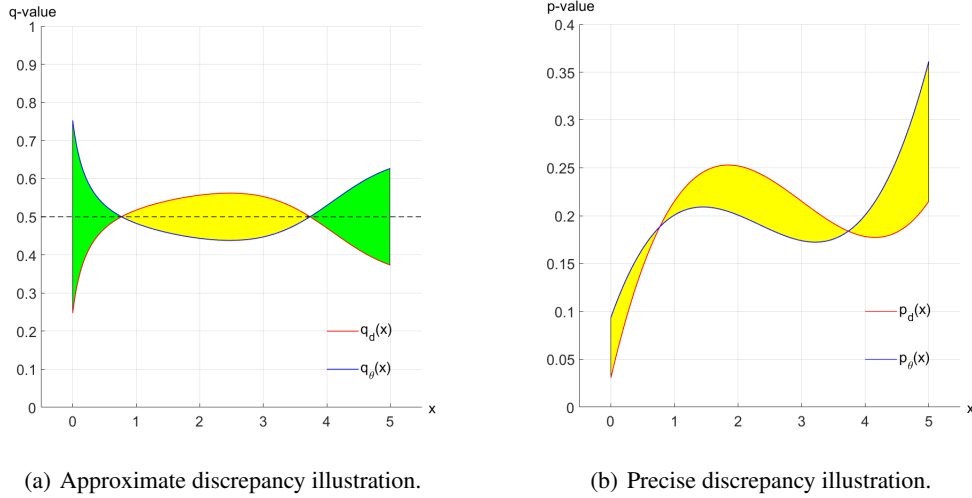 q-value
1
0.9
0.8
0.7
0.6
0.5
0.4
0.3
0.2
0.1
0
0 1 2 3 4 5
x
q_d(x)
q_θ(x)
(a) Approximate discrepancy illustration.
p-value
0.4
0.35
0.3
0.25
0.2
0.15
0.1
0.05
0
0 1 2 3 4 5
x
p_d(x)
p_θ(x)
(b) Precise discrepancy illustration.